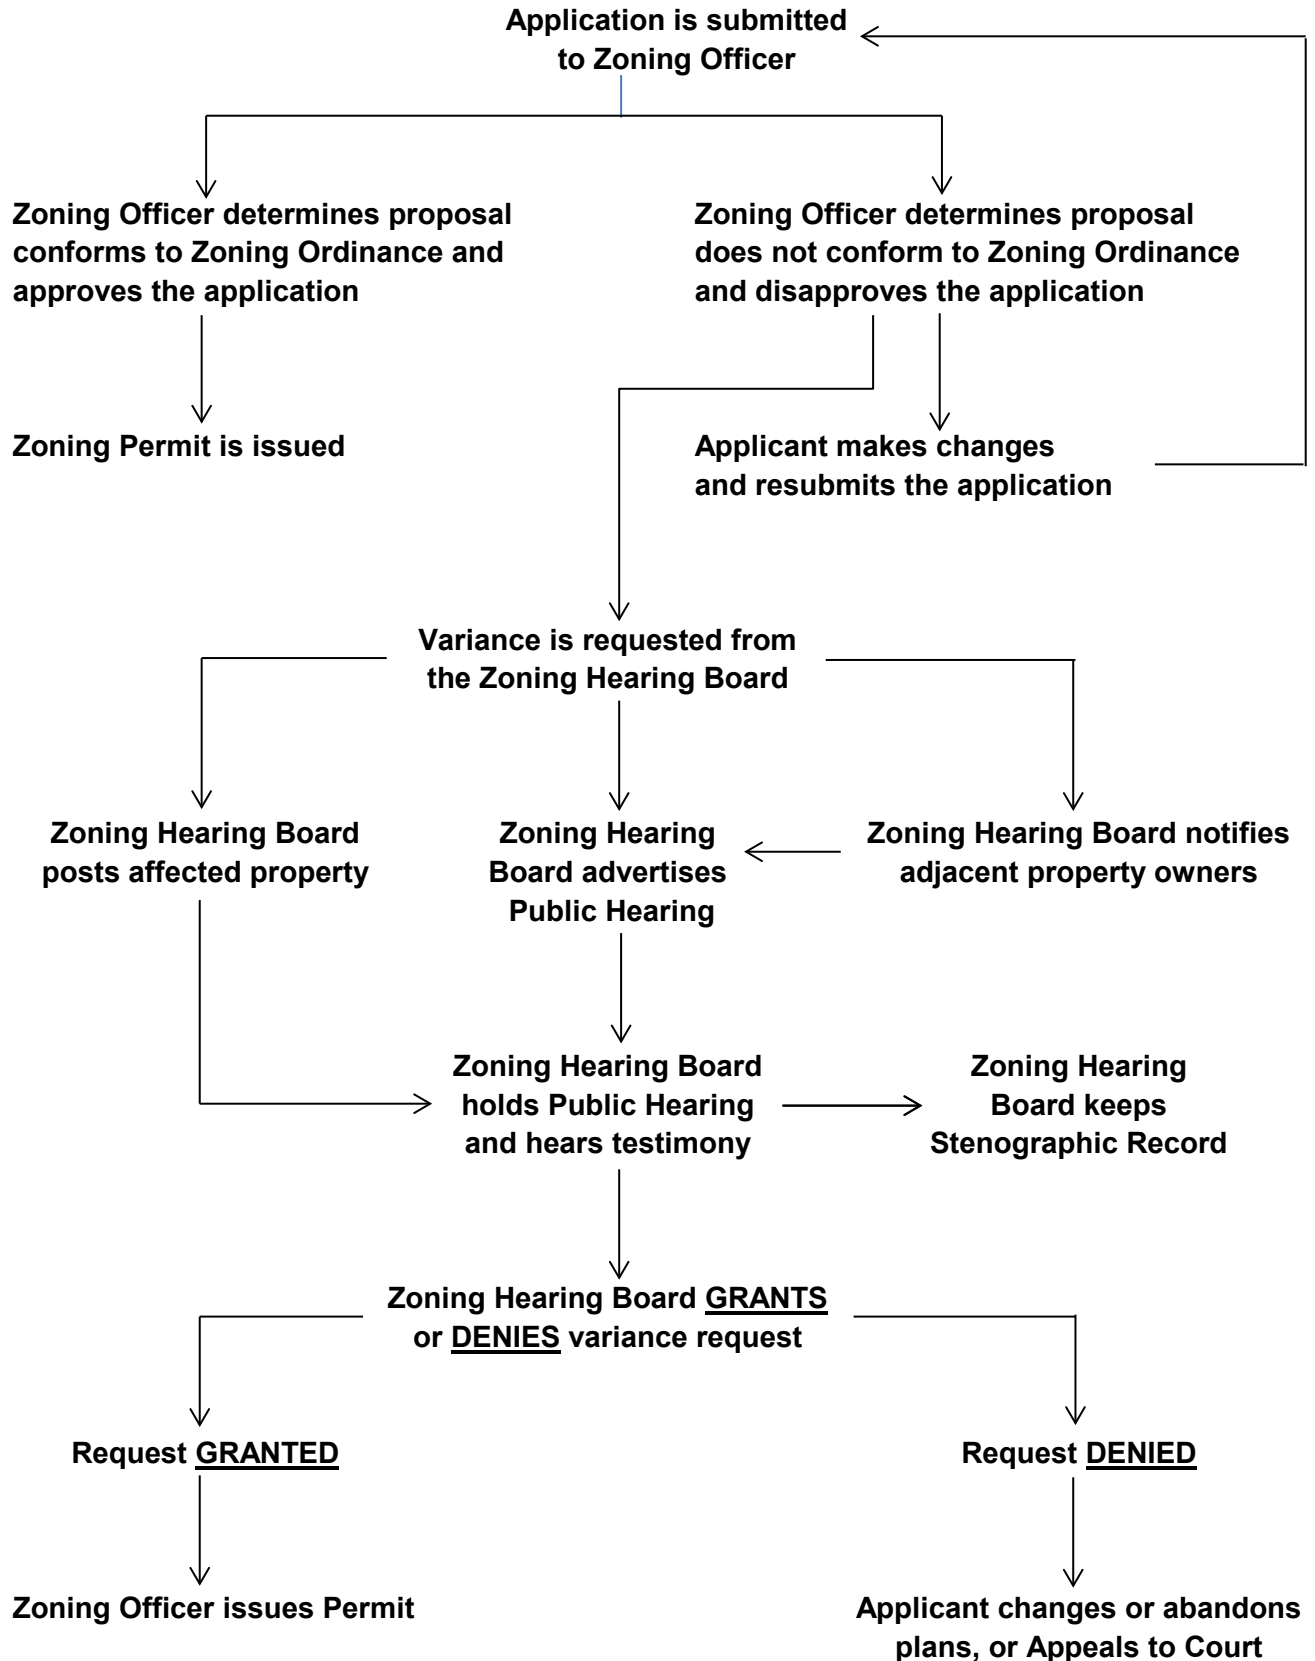 Application is submitted
to Zoning Officer
Zoning Officer determines proposal
conforms to Zoning Ordinance and
approves the application
Zoning Officer determines proposal
does not conform to Zoning Ordinance
and disapproves the application
Zoning Permit is issued
Applicant makes changes
and resubmits the application
Variance is requested from
the Zoning Hearing Board
Zoning Hearing Board
posts affected property
Zoning Hearing
Board advertises
Public Hearing
Zoning Hearing Board notifies
adjacent property owners
Zoning Hearing Board
holds Public Hearing
and hears testimony
Zoning Hearing
Board keeps
Stenographic Record
Zoning Hearing Board GRANTS
or DENIES variance request
Request GRANTED
Request DENIED
Zoning Officer issues Permit
Applicant changes or abandons
plans, or Appeals to Court